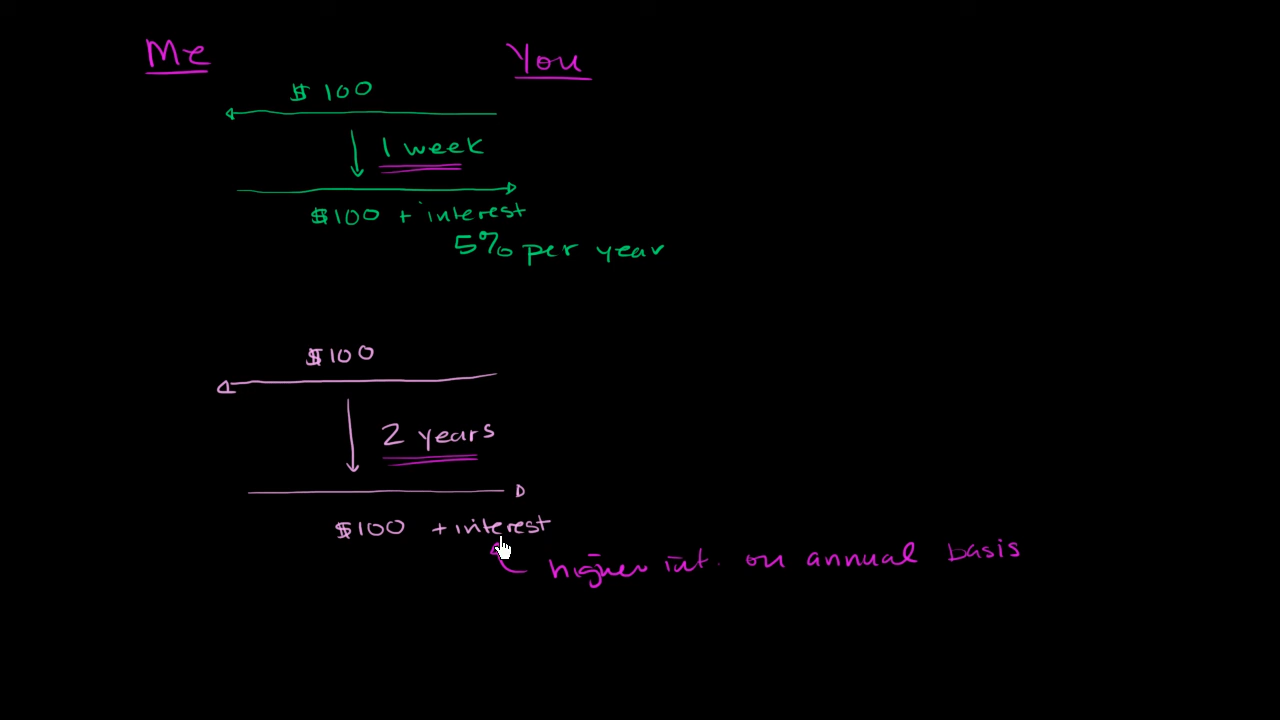 Me You
$100
1 week
$100 + interest
5% per year
$100
2 years
$100 + interest
higher int. on annual basis